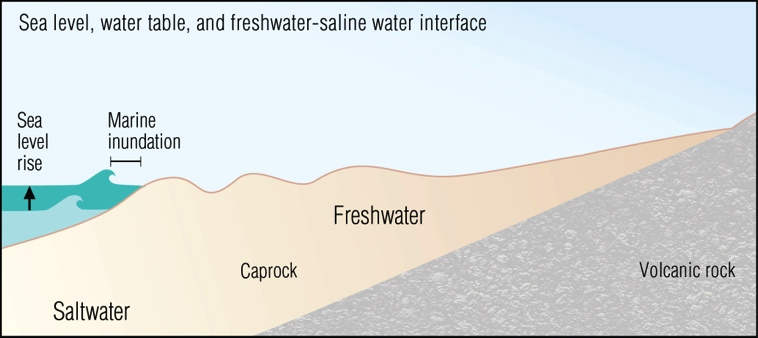 Sea level, water table, and freshwater-saline water interface
Sea
level
rise
Marine
inundation
Freshwater
Caprock
Volcanic rock
Saltwater